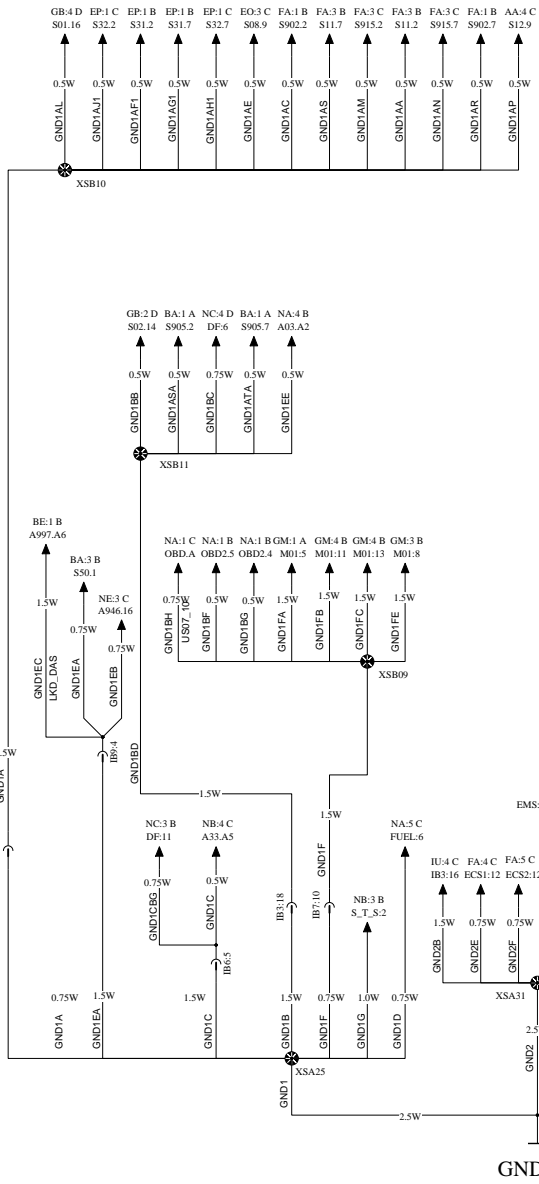 GB:4 D EP:1 C EP:1 B EP:1 B EP:1 C EO:3 C FA:1 B FA:3 B FA:3 C FA:3 B FA:3 C FA:1 B AA:4 C
S01.16 S32.2 S31.2 S31.7 S32.7 S08.9 S902.2 S11.7 S915.2 S11.2 S915.7 S902.7 S12.9
0.5W 0.5W 0.5W 0.5W 0.5W 0.5W 0.5W 0.5W 0.5W 0.5W 0.5W 0.5W 0.5W
GND1AL GND1AJ1 GND1AF1 GND1AG1 GND1AH1 GND1AE GND1AC GND1AS GND1AM GND1AA GND1AN GND1AR GND1AP
XSB10
GB:2 D BA:1 A NC:4 D BA:1 A NA:4 B
S02.14 S905.2 DF:6 S905.7 A03.A2
0.5W 0.5W 0.75W 0.5W 0.5W
GND1BB GND1ASA GND1BC GND1ATA GND1EE
XSB11
BE:1 B
A997.A6
BA:3 B
S50.1
NE:3 C
A946.16
1.5W 0.75W 0.75W
GND1EC LKD_DAS GND1EA GND1EB
IB9:4
NA:1 C NA:1 B NA:1 B GM:1 A GM:4 B GM:4 B GM:3 B
OBD.A OBD2.5 OBD2.4 M01:5 M01:11 M01:13 M01:8
0.75W 0.5W 0.5W 1.5W 1.5W 1.5W 1.5W
GND1BH US07_10 GND1BF GND1BG GND1FA GND1FB GND1FC GND1FE
XSB09
GND1BD
.5W
GND1A
1.5W
1.5W
GND1F
EMS:
NC:3 B NB:4 C
DF:11 A33.A5
0.75W 0.5W
GND1CBG GND1C
IB6:5
IB3:18
IB7:10
NA:5 C
FUEL:6
NB:3 B
S_T_S:2
IU:4 C FA:4 C FA:5 C
IB3:16 ECS1:12 ECS2:12
1.5W 0.75W 0.75W
GND2B GND2E GND2F
XSA31
0.75W 1.5W 1.5W 1.5W 0.75W 1.0W 0.75W
GND1A GND1EA GND1C GND1B GND1F GND1G GND1D
XSA25
2.5
GND2
GND1
2.5W
GND